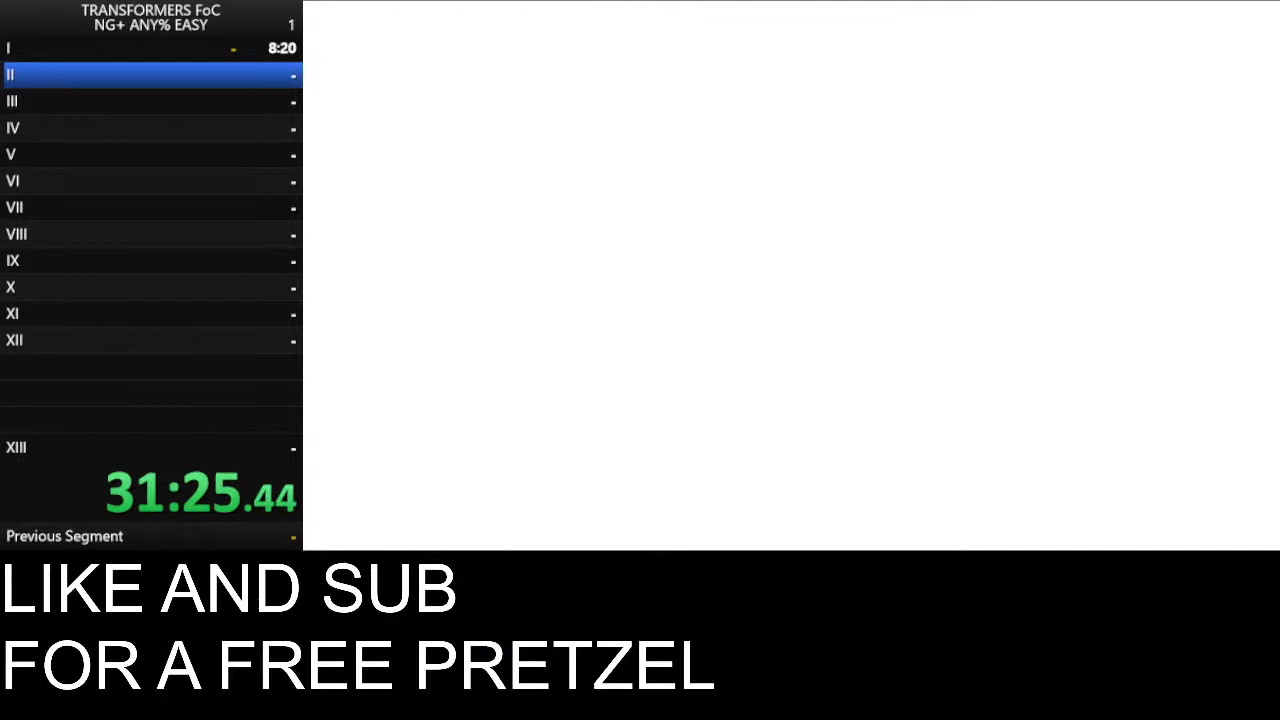 TRANSFORMERS FoC
NG+ ANY% EASY 1
I - 8:20
II -
III -
IV -
V -
VI -
VII -
VIII -
IX -
X -
XI -
XII -
XIII -
31:25.44
Previous Segment -
LIKE AND SUB
FOR A FREE PRETZEL